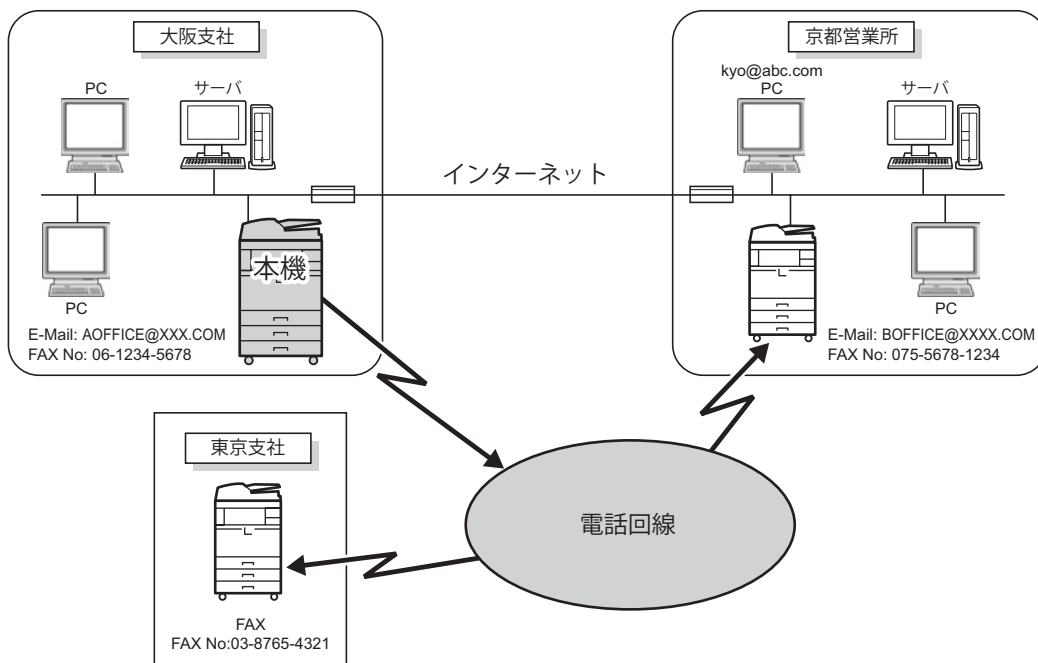 大阪支社
PC
サーバ
本機
PC
E-Mail: AOFFICE@XXX.COM
FAX No: 06-1234-5678
インターネット
京都営業所
kyo@abc.com
PC
サーバ
PC
E-Mail: BOFFICE@XXXX.COM
FAX No: 075-5678-1234
東京支社
FAX
FAX No:03-8765-4321
電話回線